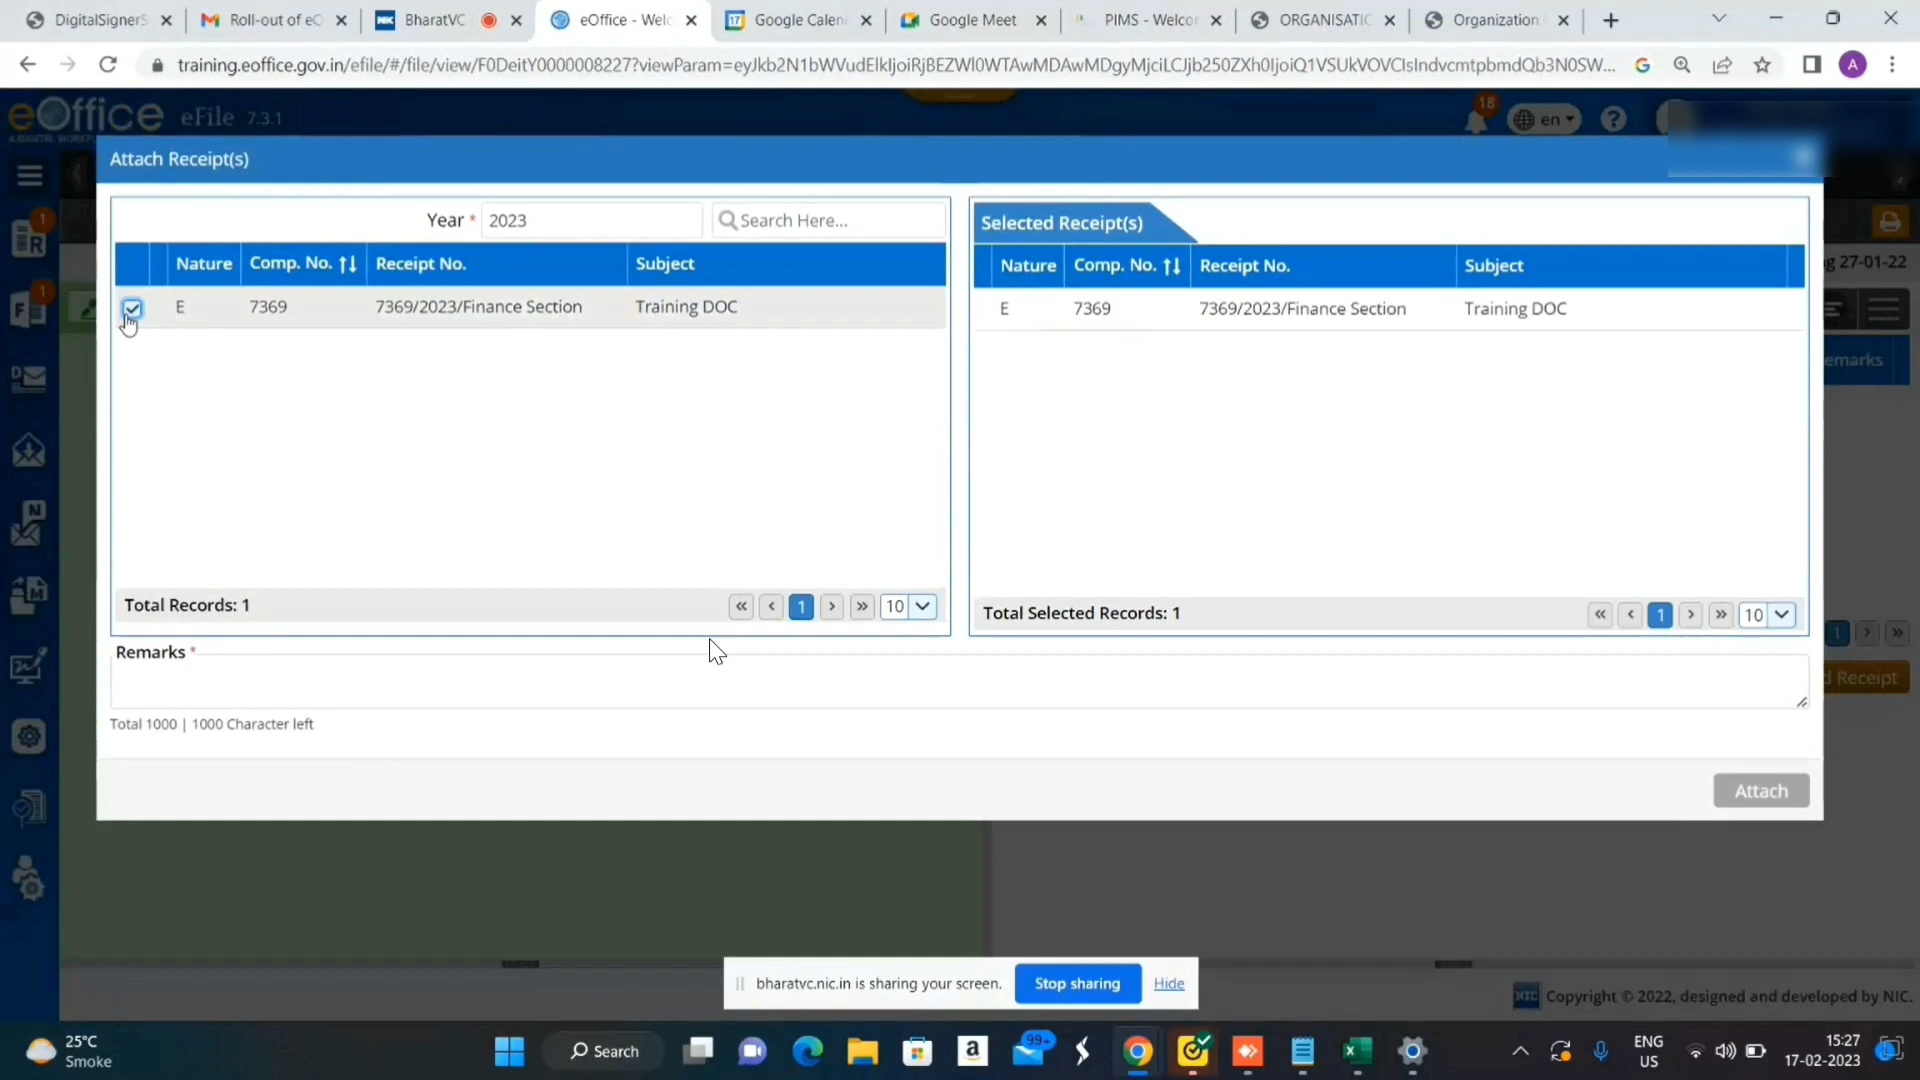 DigitalSignerS
Roll-out of eO
BharatVC
eOffice - Welc
Google Calen
Google Meet
PIMS - Welcor
ORGANISATIC
Organization
training.eoffice.gov.in/efile/#/file/view/F0DeitY0000008227?viewParam=eyJkb2N1bWVudElkIjoiRjBEZWl0WTAwMDAwMDgyMjciLCJjb250ZXh0IjoiQ1VSUkVOVCIsIndvcmtpbmdQb3N0SW...
A
eOffice eFile 7.3.1
18
en
Attach Receipt(s)
Year * 2023
Search Here...
Selected Receipt(s)
Nature Comp. No. Receipt No. Subject
E 7369 7369/2023/Finance Section Training DOC
Nature Comp. No. Receipt No. Subject
E 7369 7369/2023/Finance Section Training DOC
1
R
1
F
D
N
M
g 27-01-22
emarks
Total Records: 1
« ‹ 1 › » 10
Total Selected Records: 1
« ‹ 1 › » 10
1 › »
d Receipt
Remarks *
Total 1000 | 1000 Character left
Attach
bharatvc.nic.in is sharing your screen.
Stop sharing
Hide
NIC Copyright © 2022, designed and developed by NIC.
25°C
Smoke
Search
a
99+
ENG
US
15:27
17-02-2023